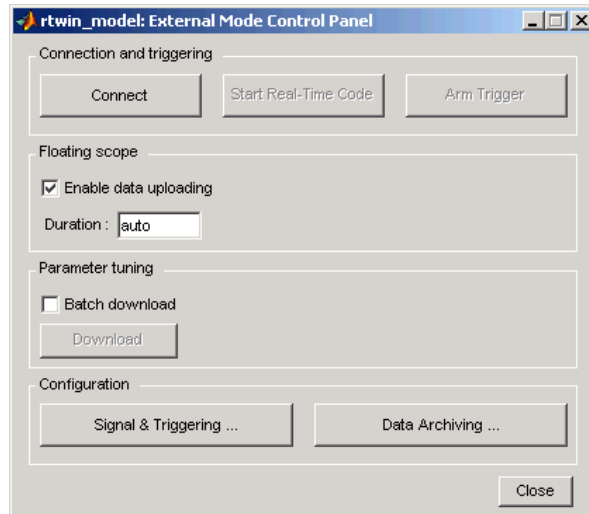 rtwin_model: External Mode Control Panel
Connection and triggering
Connect
Start Real-Time Code
Arm Trigger
Floating scope
Enable data uploading
Duration :
auto
Parameter tuning
Batch download
Download
Configuration
Signal & Triggering ...
Data Archiving ...
Close